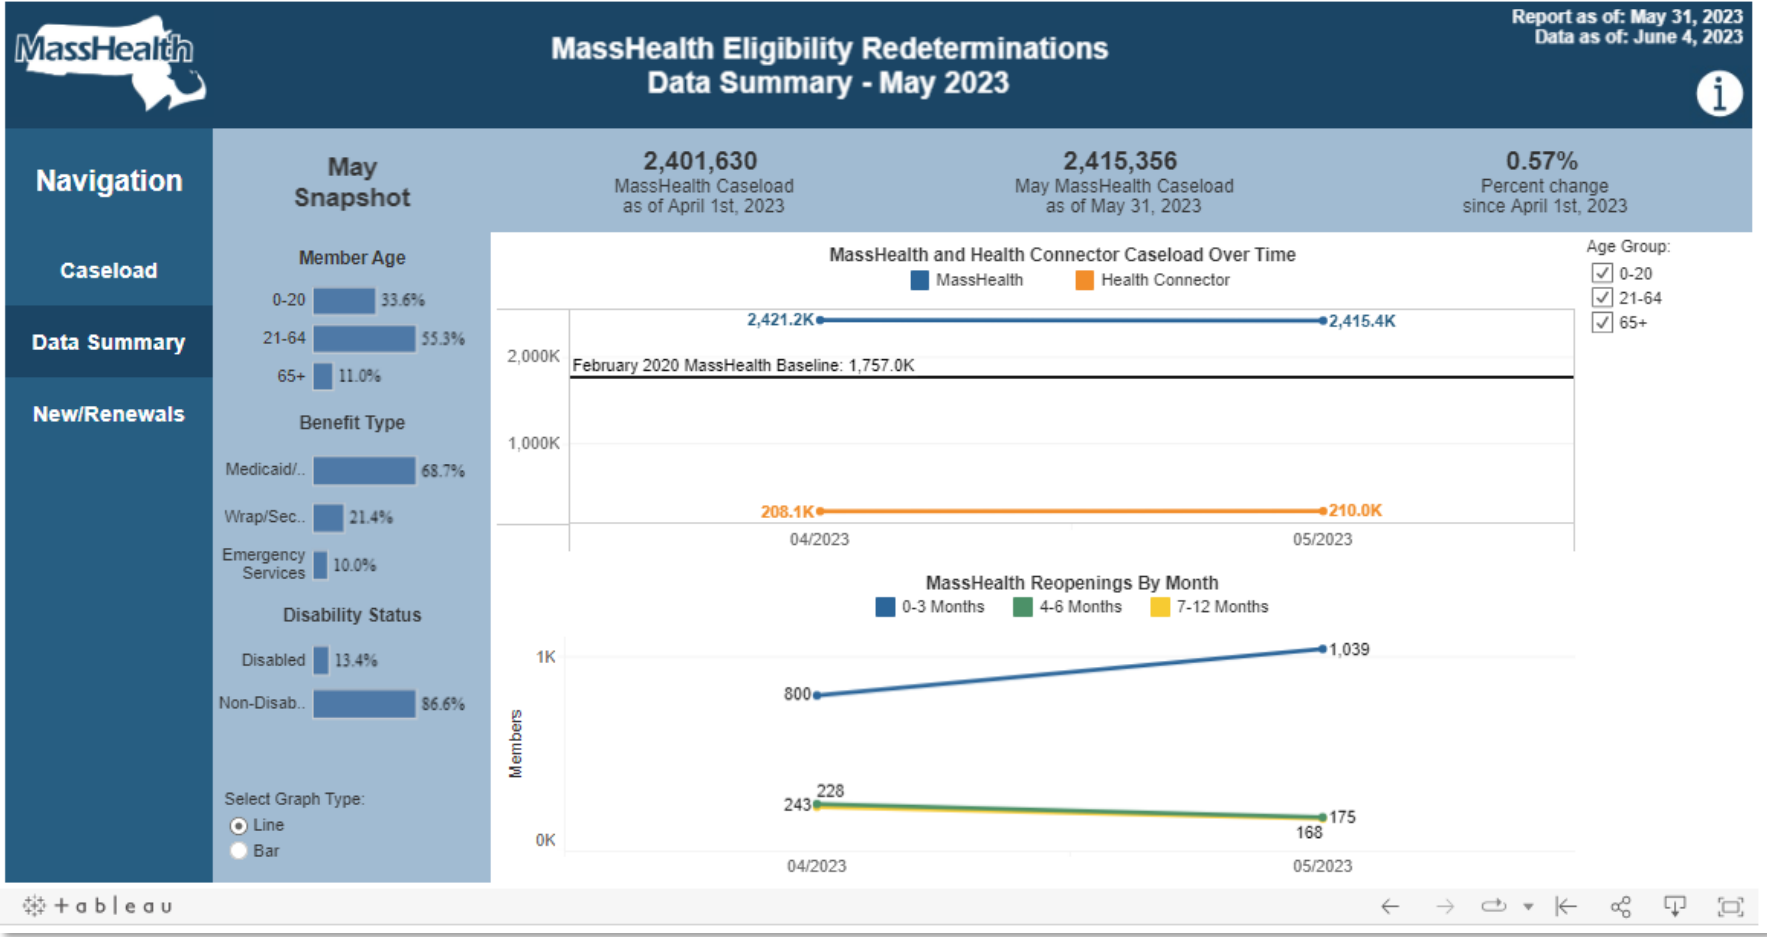 MassHealth
MassHealth Eligibility Redeterminations
Data Summary - May 2023
Report as of: May 31, 2023
Data as of: June 4, 2023
i
Navigation
Caseload
Data Summary
New/Renewals
May
Snapshot
2,401,630
MassHealth Caseload
as of April 1st, 2023
2,415,356
May MassHealth Caseload
as of May 31, 2023
0.57%
Percent change
since April 1st, 2023
Member Age
0-20 33.6%
21-64 55.3%
65+ 11.0%
Benefit Type
Medicaid/.. 68.7%
Wrap/Sec.. 21.4%
Emergency
Services 10.0%
Disability Status
Disabled 13.4%
Non-Disab.. 86.6%
Select Graph Type:
Line
Bar
MassHealth and Health Connector Caseload Over Time
MassHealth Health Connector
2,421.2K 2,415.4K
2,000K
February 2020 MassHealth Baseline: 1,757.0K
1,000K
208.1K 210.0K
04/2023 05/2023
Age Group:
0-20
21-64
65+
MassHealth Reopenings By Month
0-3 Months 4-6 Months 7-12 Months
1K
1,039
800
Members
228
243
175
168
0K
04/2023 05/2023
+ableau